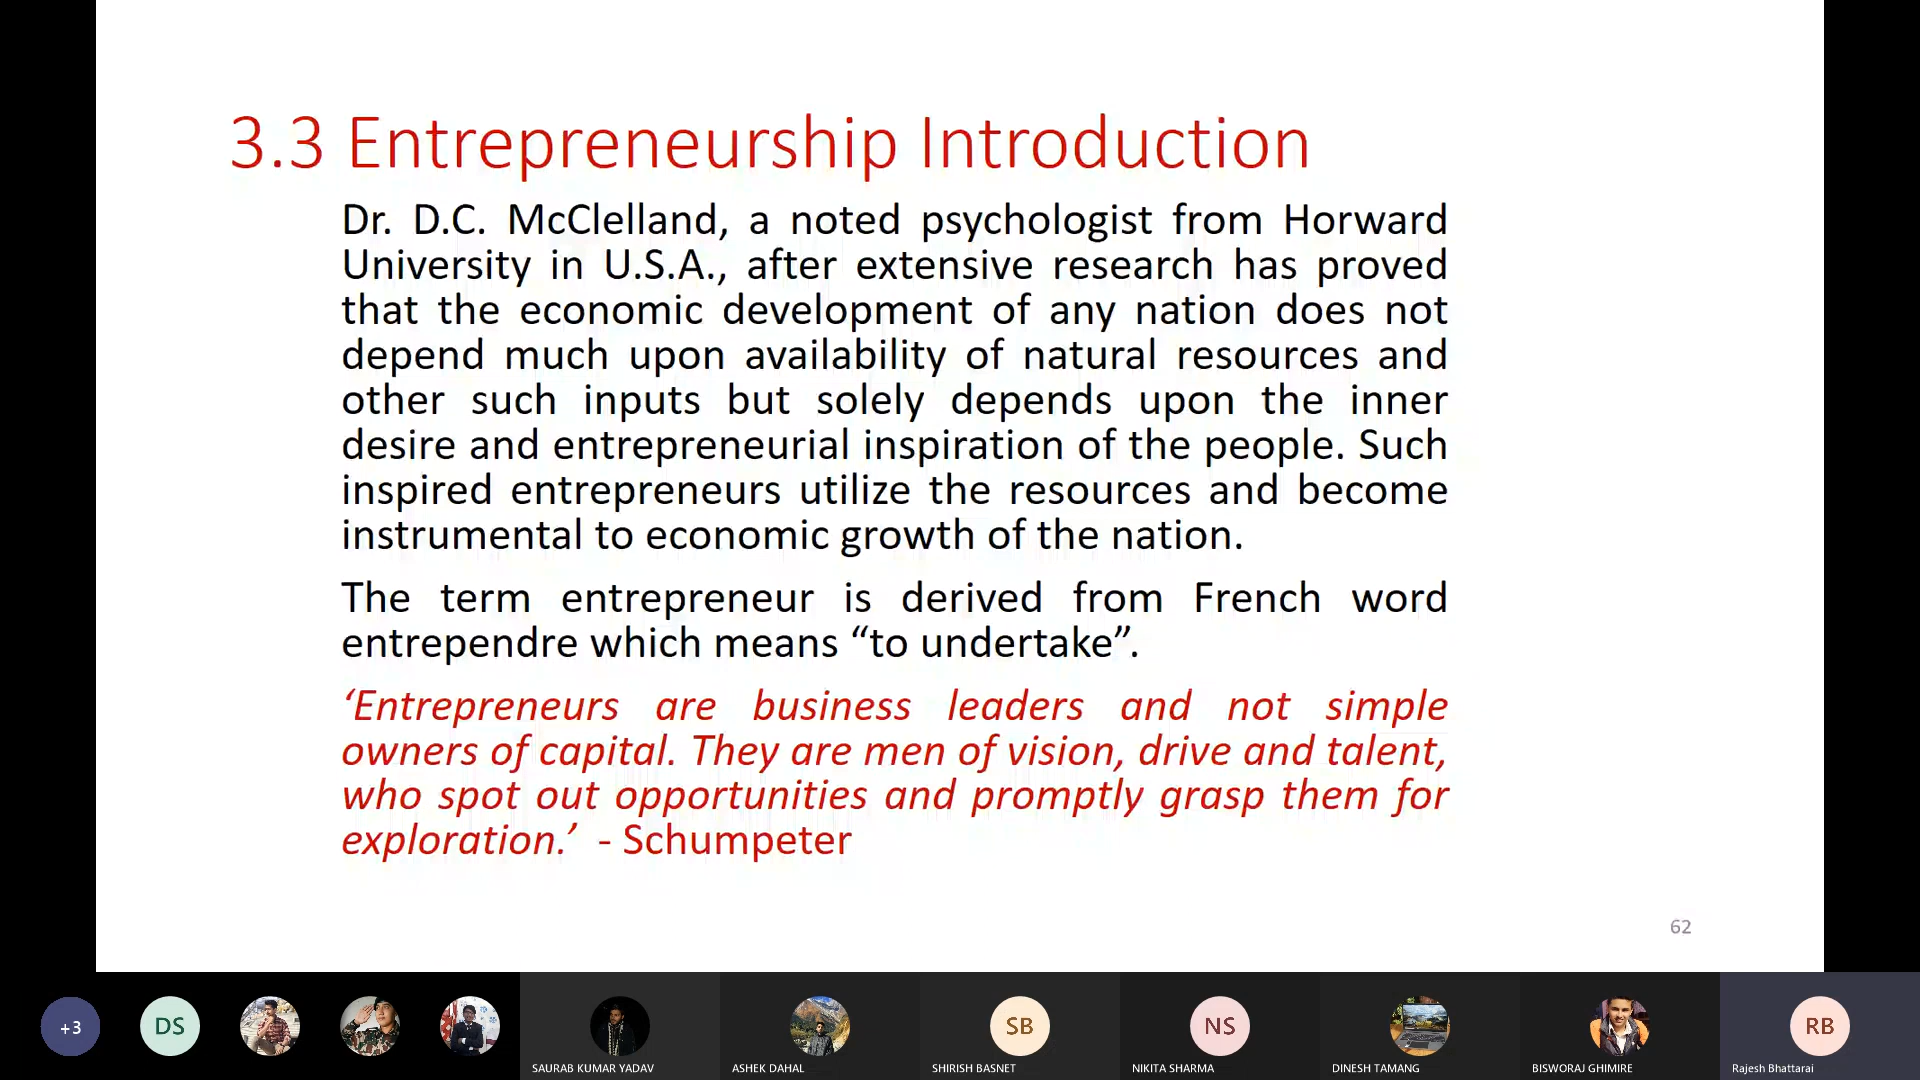 3.3 Entrepreneurship Introduction
Dr. D.C. McClelland, a noted psychologist from Horward
University in U.S.A., after extensive research has proved
that the economic development of any nation does not
depend much upon availability of natural resources and
other such inputs but solely depends upon the inner
desire and entrepreneurial inspiration of the people. Such
inspired entrepreneurs utilize the resources and become
instrumental to economic growth of the nation.
The term entrepreneur is derived from French word
entrependre which means “to undertake”.
‘Entrepreneurs are business leaders and not simple
owners of capital. They are men of vision, drive and talent,
who spot out opportunities and promptly grasp them for
exploration.’ - Schumpeter
62
+3
DS
SB
NS
RB
SAURAB KUMAR YADAV
ASHEK DAHAL
SHIRISH BASNET
NIKITA SHARMA
DINESH TAMANG
BISWORAJ GHIMIRE
Rajesh Bhattarai